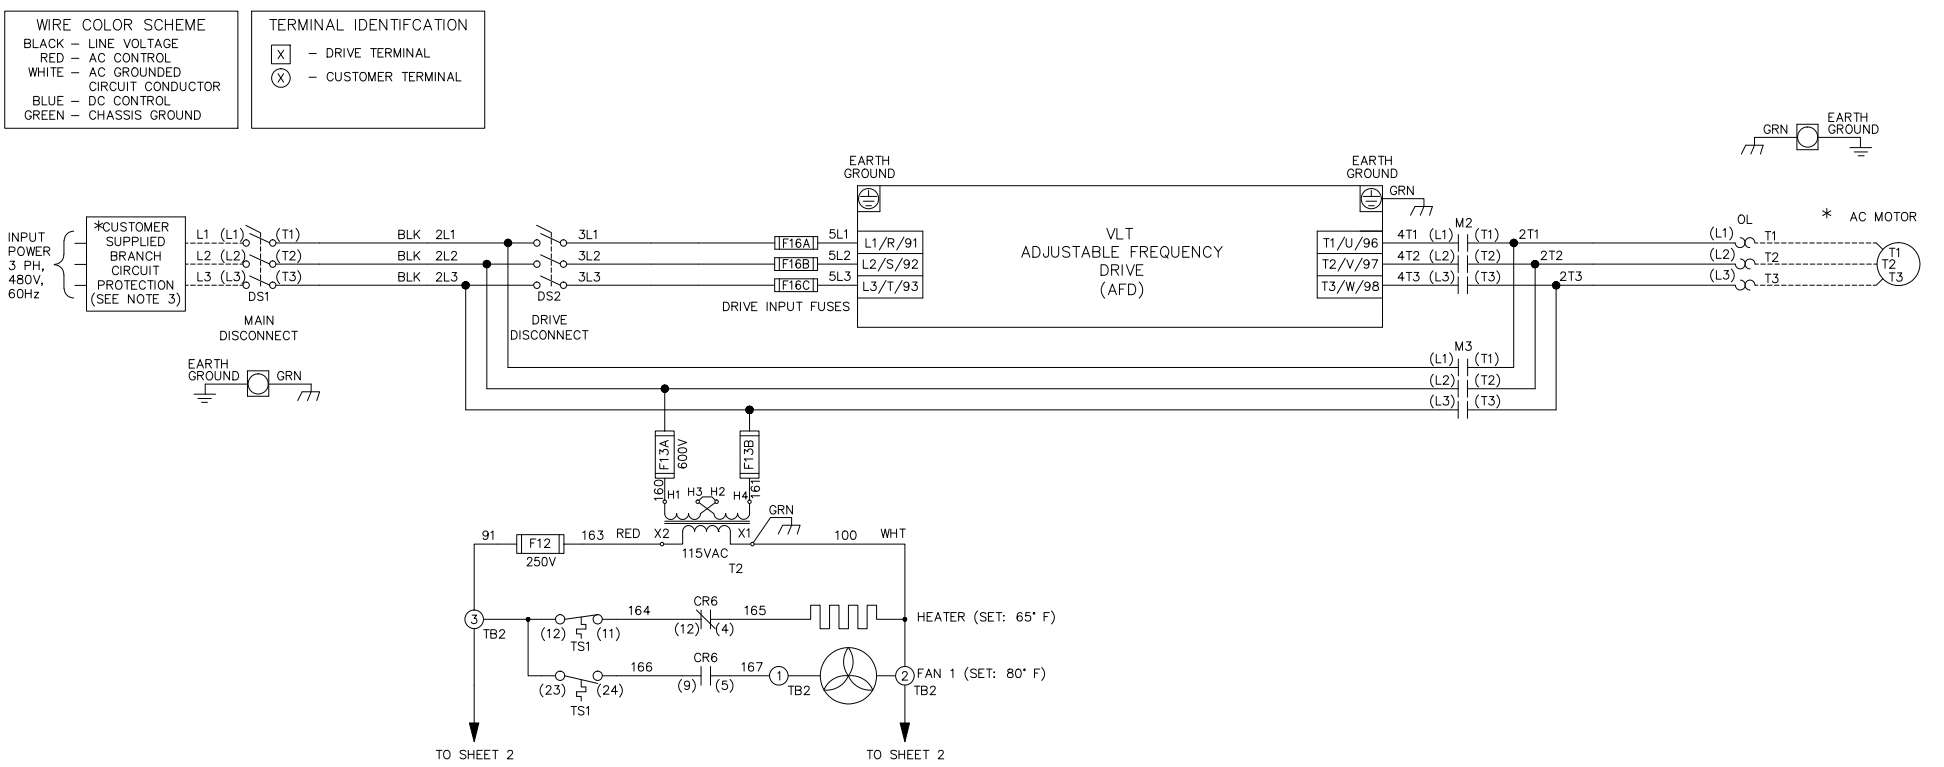 WIRE COLOR SCHEME
BLACK – LINE VOLTAGE
RED – AC CONTROL
WHITE – AC GROUNDED
CIRCUIT CONDUCTOR
BLUE – DC CONTROL
GREEN – CHASSIS GROUND
TERMINAL IDENTIFCATION
X – DRIVE TERMINAL
X – CUSTOMER TERMINAL
GRN
EARTH
GROUND
INPUT
POWER
3 PH,
480V,
60Hz
*CUSTOMER
SUPPLIED
BRANCH
CIRCUIT
PROTECTION
(SEE NOTE 3)
L1 (L1) (T1) BLK 2L1 3L1 F16A 5L1 L1/R/91
L2 (L2) (T2) BLK 2L2 3L2 F16B 5L2 L2/S/92
L3 (L3) (T3) BLK 2L3 3L3 F16C 5L3 L3/T/93
DS1
MAIN
DISCONNECT
DS2
DRIVE
DISCONNECT
DRIVE INPUT FUSES
EARTH
GROUND
VLT
ADJUSTABLE FREQUENCY
DRIVE
(AFD)
EARTH
GROUND
GRN
M2
T1/U/96 4T1 (L1) (T1) 2T1
T2/V/97 4T2 (L2) (T2) 2T2
T3/W/98 4T3 (L3) (T3) 2T3
OL
(L1) T1
(L2) T2
(L3) T3
* AC MOTOR
T1
T2
T3
EARTH
GROUND
GRN
M3
(L1) (T1)
(L2) (T2)
(L3) (T3)
F13A
600V
F13B
160
161
H1 H3 H2 H4
GRN
91 F12 163 RED X2 X1 100 WHT
250V
115VAC
T2
3
TB2
(12) (11)
TS1
164
CR6
(12) (4)
165
HEATER (SET: 65° F)
(23) (24)
TS1
166
CR6
(9) (5)
167
1
TB2
2
TB2
FAN 1 (SET: 80° F)
TO SHEET 2
TO SHEET 2